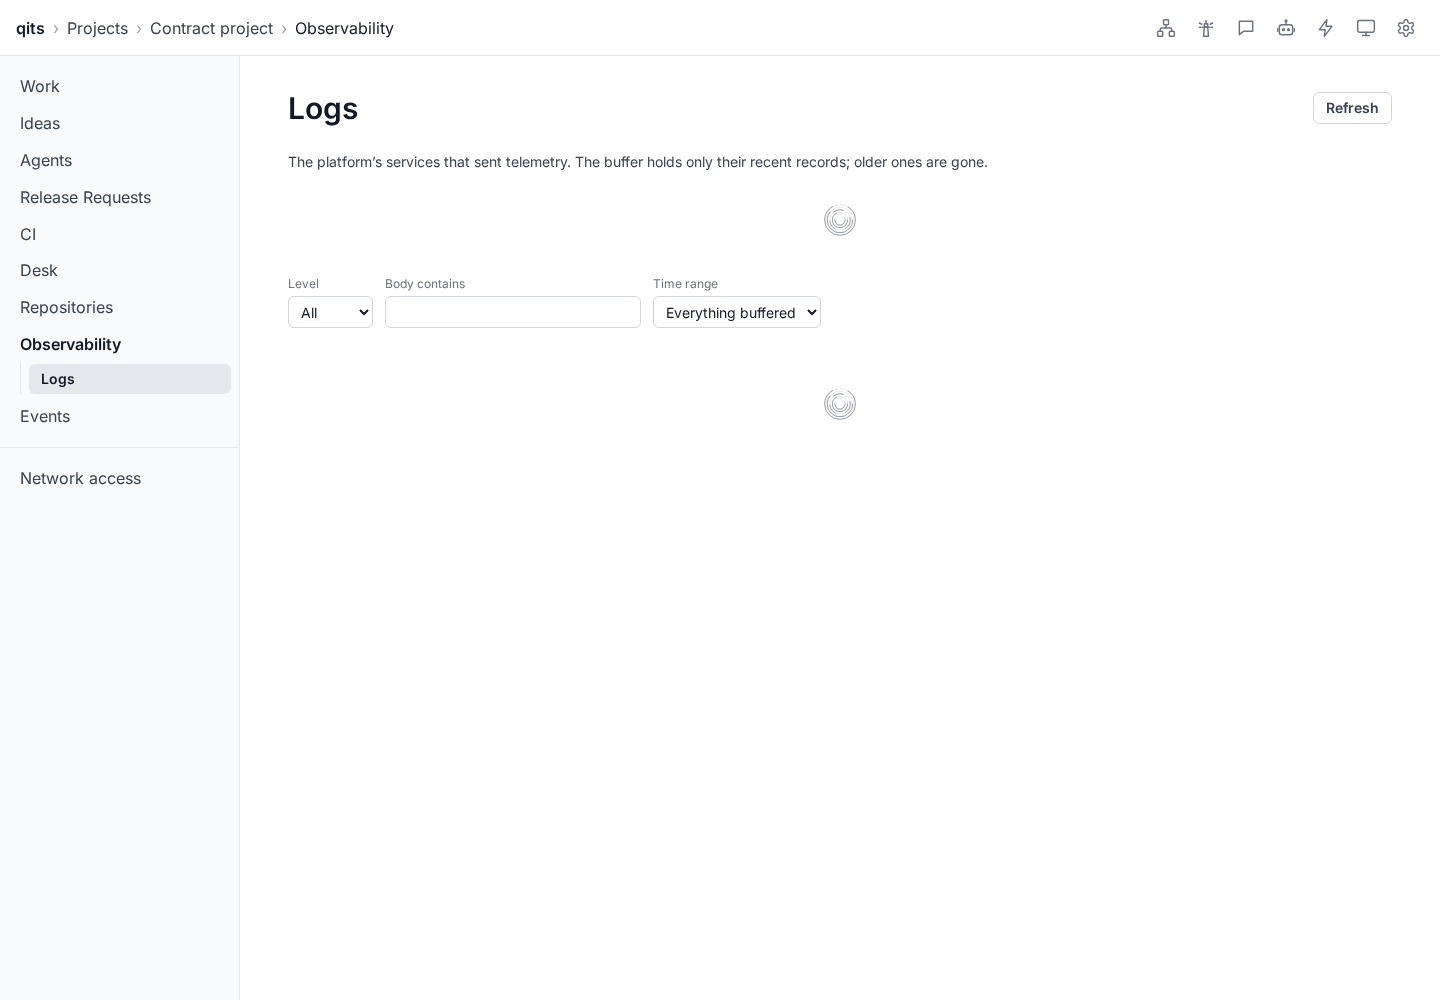 qits › Projects › Contract project › Observability
Work
Ideas
Agents
Release Requests
CI
Desk
Repositories
Observability
Logs
Events
Network access
Logs
Refresh
The platform’s services that sent telemetry. The buffer holds only their recent records; older ones are gone.
Level
Body contains
Time range
All
Everything buffered